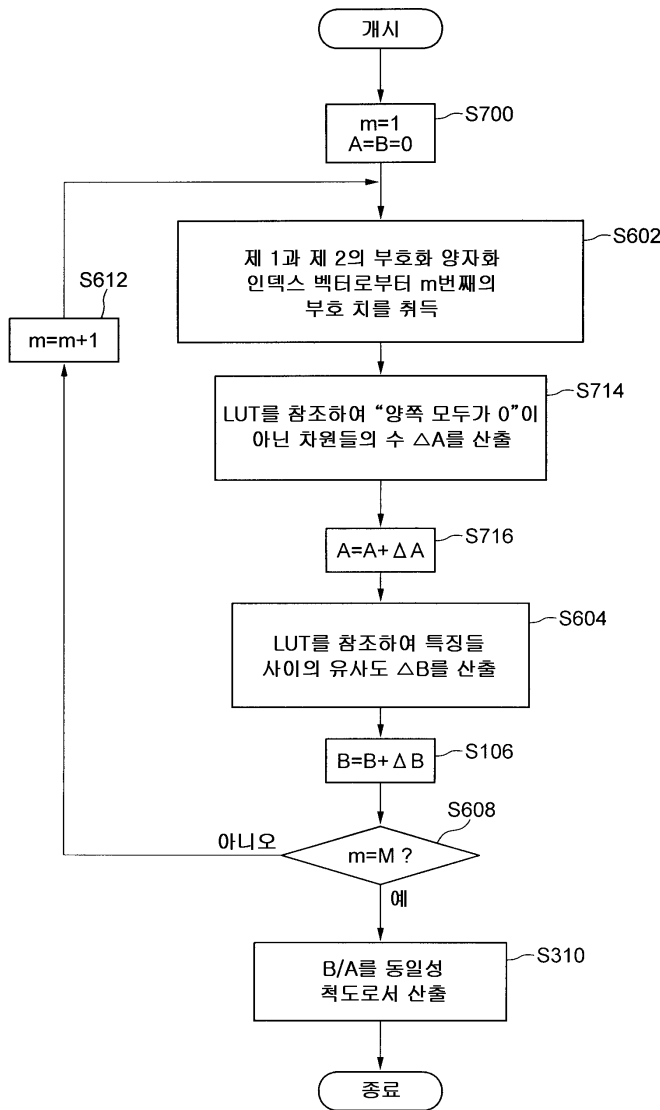 개시
m=1
A=B=0
S700
제 1과 제 2의 부호화 양자화
인덱스 벡터로부터 m번째의
부호 치를 취득
S602
S612
m=m+1
LUT를 참조하여 “양쪽 모두가 0”이
아닌 차원들의 수 △A를 산출
S714
A=A+ΔA
S716
LUT를 참조하여 특징들
사이의 유사도 △B를 산출
S604
B=B+ΔB
S106
m=M ?
S608
아니오
예
B/A를 동일성
척도로서 산출
S310
종료